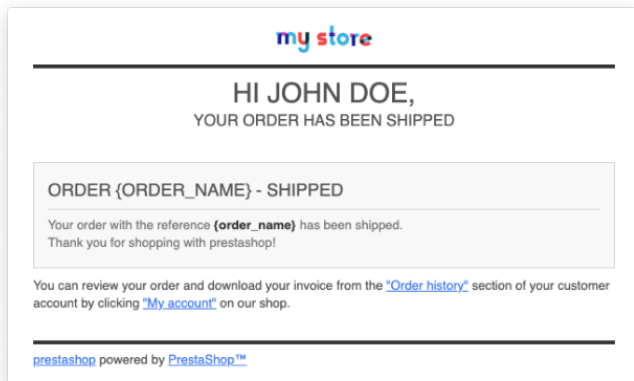 my store
HI JOHN DOE,
YOUR ORDER HAS BEEN SHIPPED
ORDER {ORDER_NAME} - SHIPPED
Your order with the reference {order_name} has been shipped.
Thank you for shopping with prestashop!
You can review your order and download your invoice from the "Order history" section of your customer
account by clicking "My account" on our shop.
prestashop powered by PrestaShop™